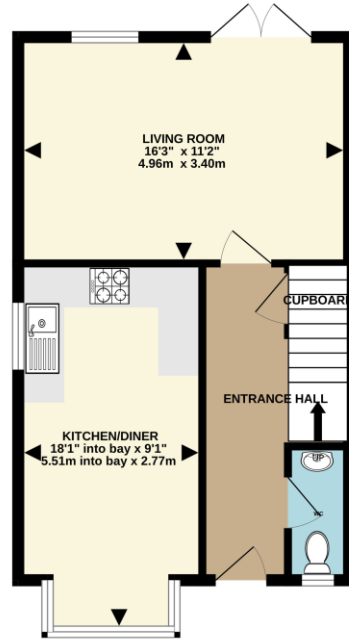 LIVING ROOM
16'3" x 11'2"
4.96m x 3.40m
CUPBOARD
ENTRANCE HALL
KITCHEN/DINER
18'1" into bay x 9'1"
5.51m into bay x 2.77m
UP
WC